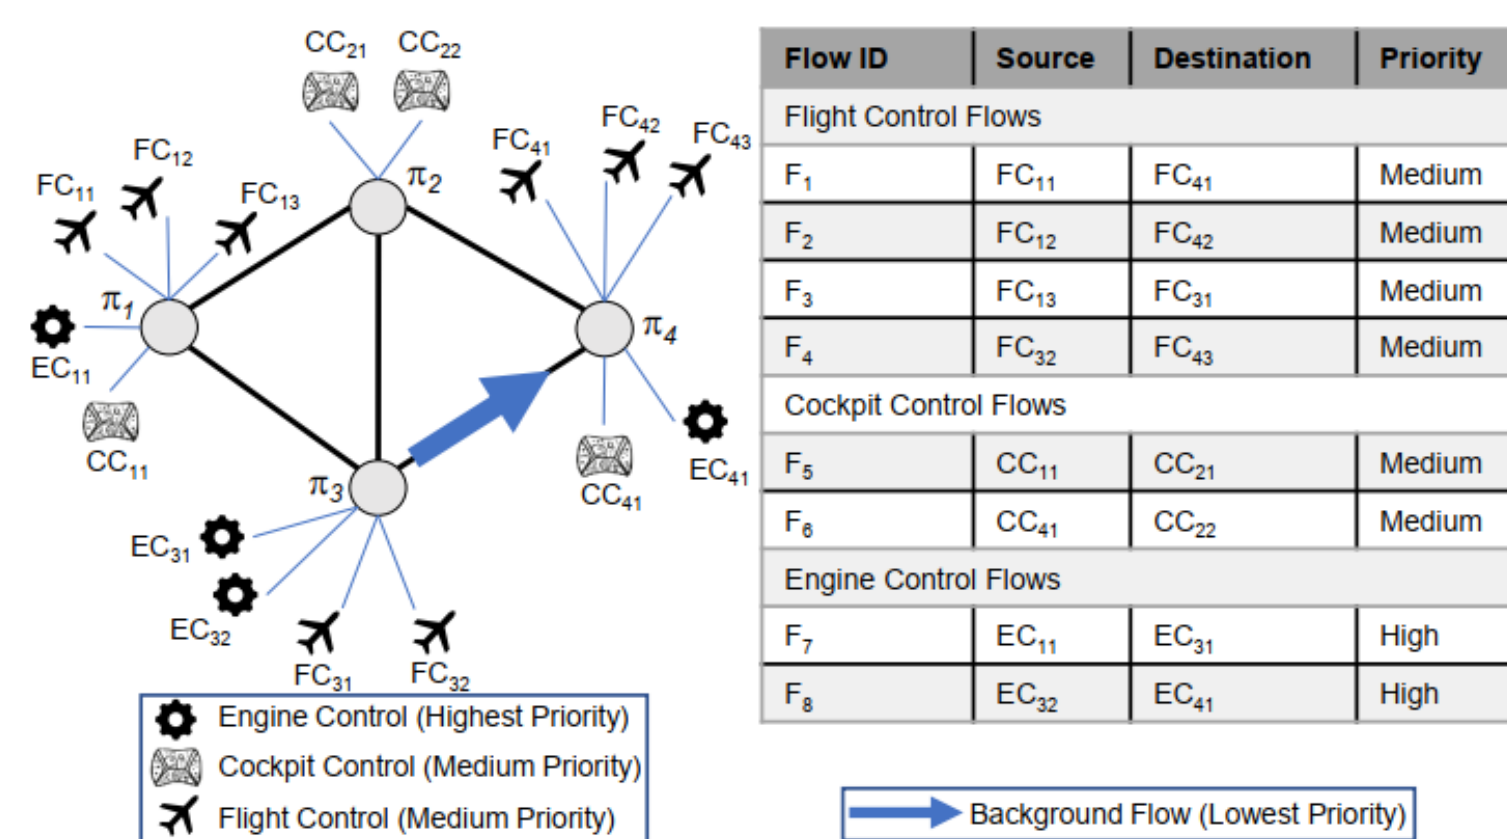 CC₂₁ CC₂₂
FC₄₁ FC₄₂ FC₄₃
FC₁₁ FC₁₂ FC₁₃
π₂
π₁
π₄
EC₁₁
CC₁₁
π₃
CC₄₁
EC₄₁
EC₃₁
EC₃₂
FC₃₁ FC₃₂
Engine Control (Highest Priority)
Cockpit Control (Medium Priority)
Flight Control (Medium Priority)
Flow ID Source Destination Priority
Flight Control Flows
F₁ FC₁₁ FC₄₁ Medium
F₂ FC₁₂ FC₄₂ Medium
F₃ FC₁₃ FC₃₁ Medium
F₄ FC₃₂ FC₄₃ Medium
Cockpit Control Flows
F₅ CC₁₁ CC₂₁ Medium
F₆ CC₄₁ CC₂₂ Medium
Engine Control Flows
F₇ EC₁₁ EC₃₁ High
F₈ EC₃₂ EC₄₁ High
Background Flow (Lowest Priority)